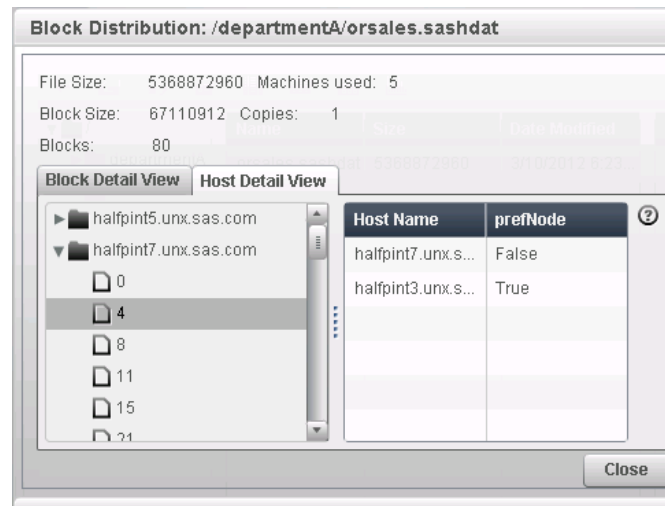 Block Distribution: /departmentA/orsales.sashdat
File Size: 5368872960 Machines used: 5
Block Size: 67110912 Copies: 1
Blocks: 80
Block Detail View Host Detail View
halfpint5.unx.sas.com
halfpint7.unx.sas.com
0
4
8
11
15
21
Host Name prefNode
halfpint7.unx.s... False
halfpint3.unx.s... True
Close